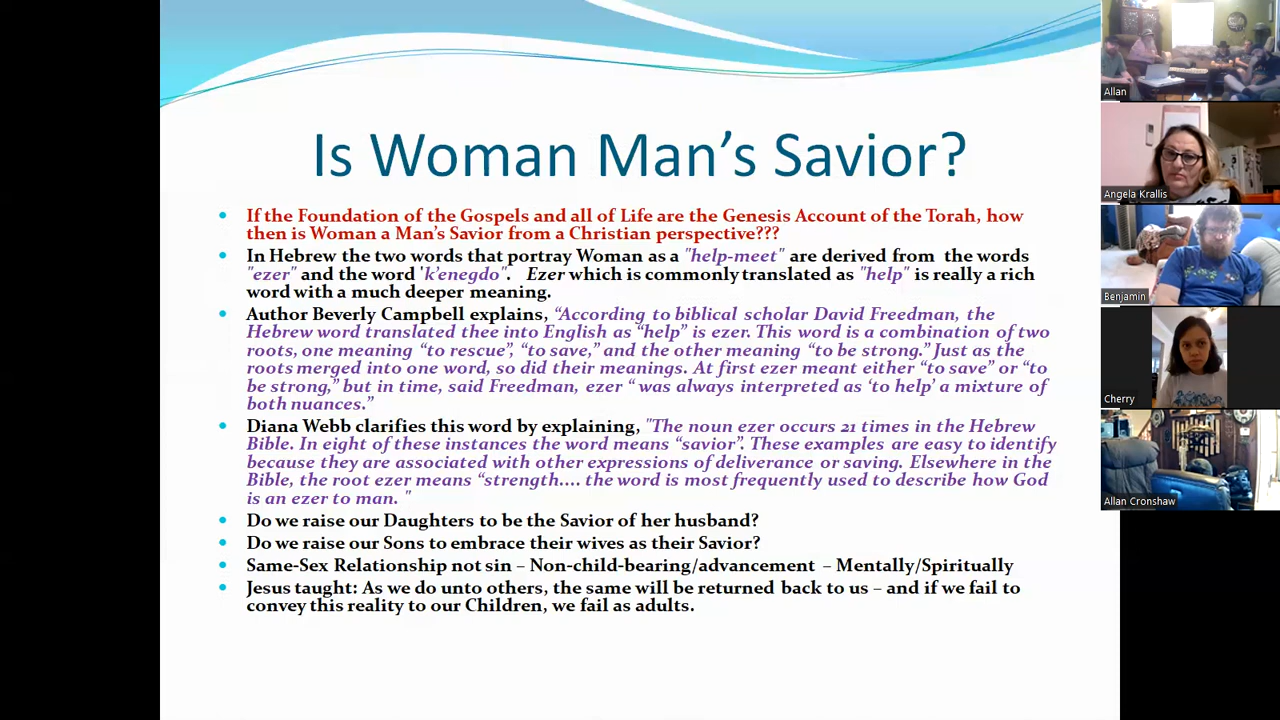 Is Woman Man's Savior?
• If the Foundation of the Gospels and all of Life are the Genesis Account of the Torah, how
then is Woman a Man's Savior from a Christian perspective???
• In Hebrew the two words that portray Woman as a "help-meet" are derived from the words
"ezer" and the word 'k'enegdo". Ezer which is commonly translated as "help" is really a rich
word with a much deeper meaning.
• Author Beverly Campbell explains, “According to biblical scholar David Freedman, the
Hebrew word translated thee into English as “help” is ezer. This word is a combination of two
roots, one meaning “to rescue”, “to save,” and the other meaning “to be strong.” Just as the
roots merged into one word, so did their meanings. At first ezer meant either “to save” or “to
be strong,” but in time, said Freedman, ezer “ was always interpreted as ‘to help’ a mixture of
both nuances.”
• Diana Webb clarifies this word by explaining, "The noun ezer occurs 21 times in the Hebrew
Bible. In eight of these instances the word means “savior”. These examples are easy to identify
because they are associated with other expressions of deliverance or saving. Elsewhere in the
Bible, the root ezer means “strength.... the word is most frequently used to describe how God
is an ezer to man. "
• Do we raise our Daughters to be the Savior of her husband?
• Do we raise our Sons to embrace their wives as their Savior?
• Same-Sex Relationship not sin – Non-child-bearing/advancement – Mentally/Spiritually
• Jesus taught: As we do unto others, the same will be returned back to us – and if we fail to
convey this reality to our Children, we fail as adults.
Allan
Angela Krallis
Benjamin
Cherry
Allan Cronshaw